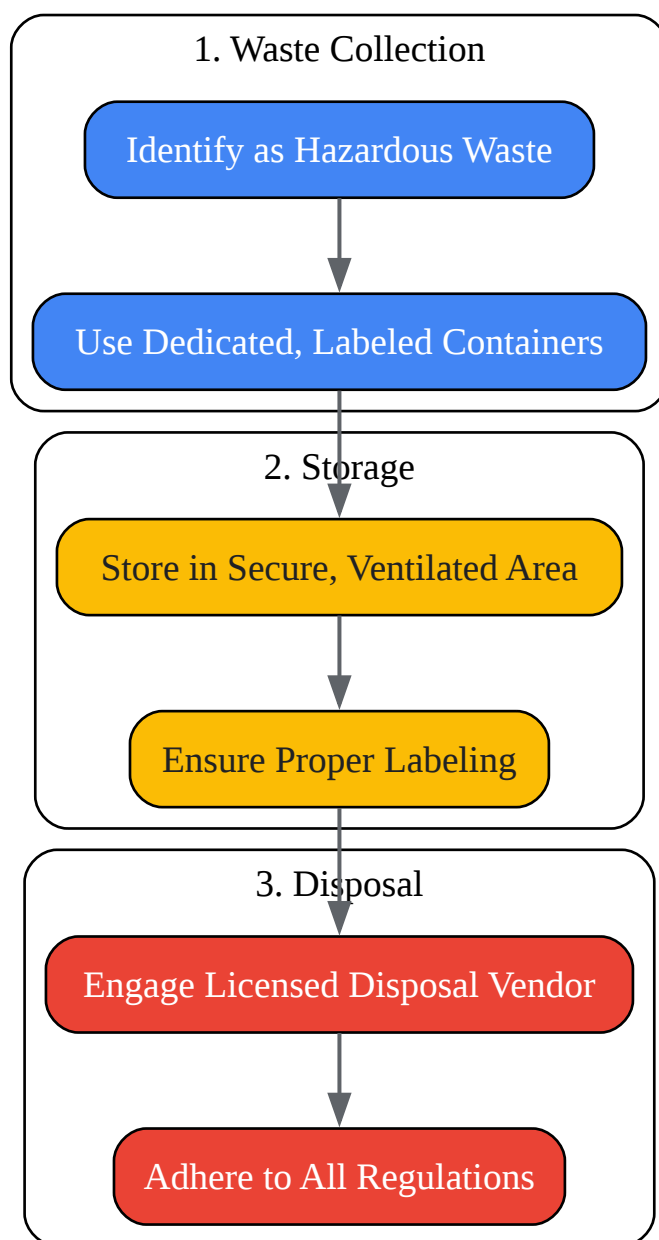 1. Waste Collection
Identify as Hazardous Waste
Use Dedicated, Labeled Containers
2. Storage
Store in Secure, Ventilated Area
Ensure Proper Labeling
3. Disposal
Engage Licensed Disposal Vendor
Adhere to All Regulations